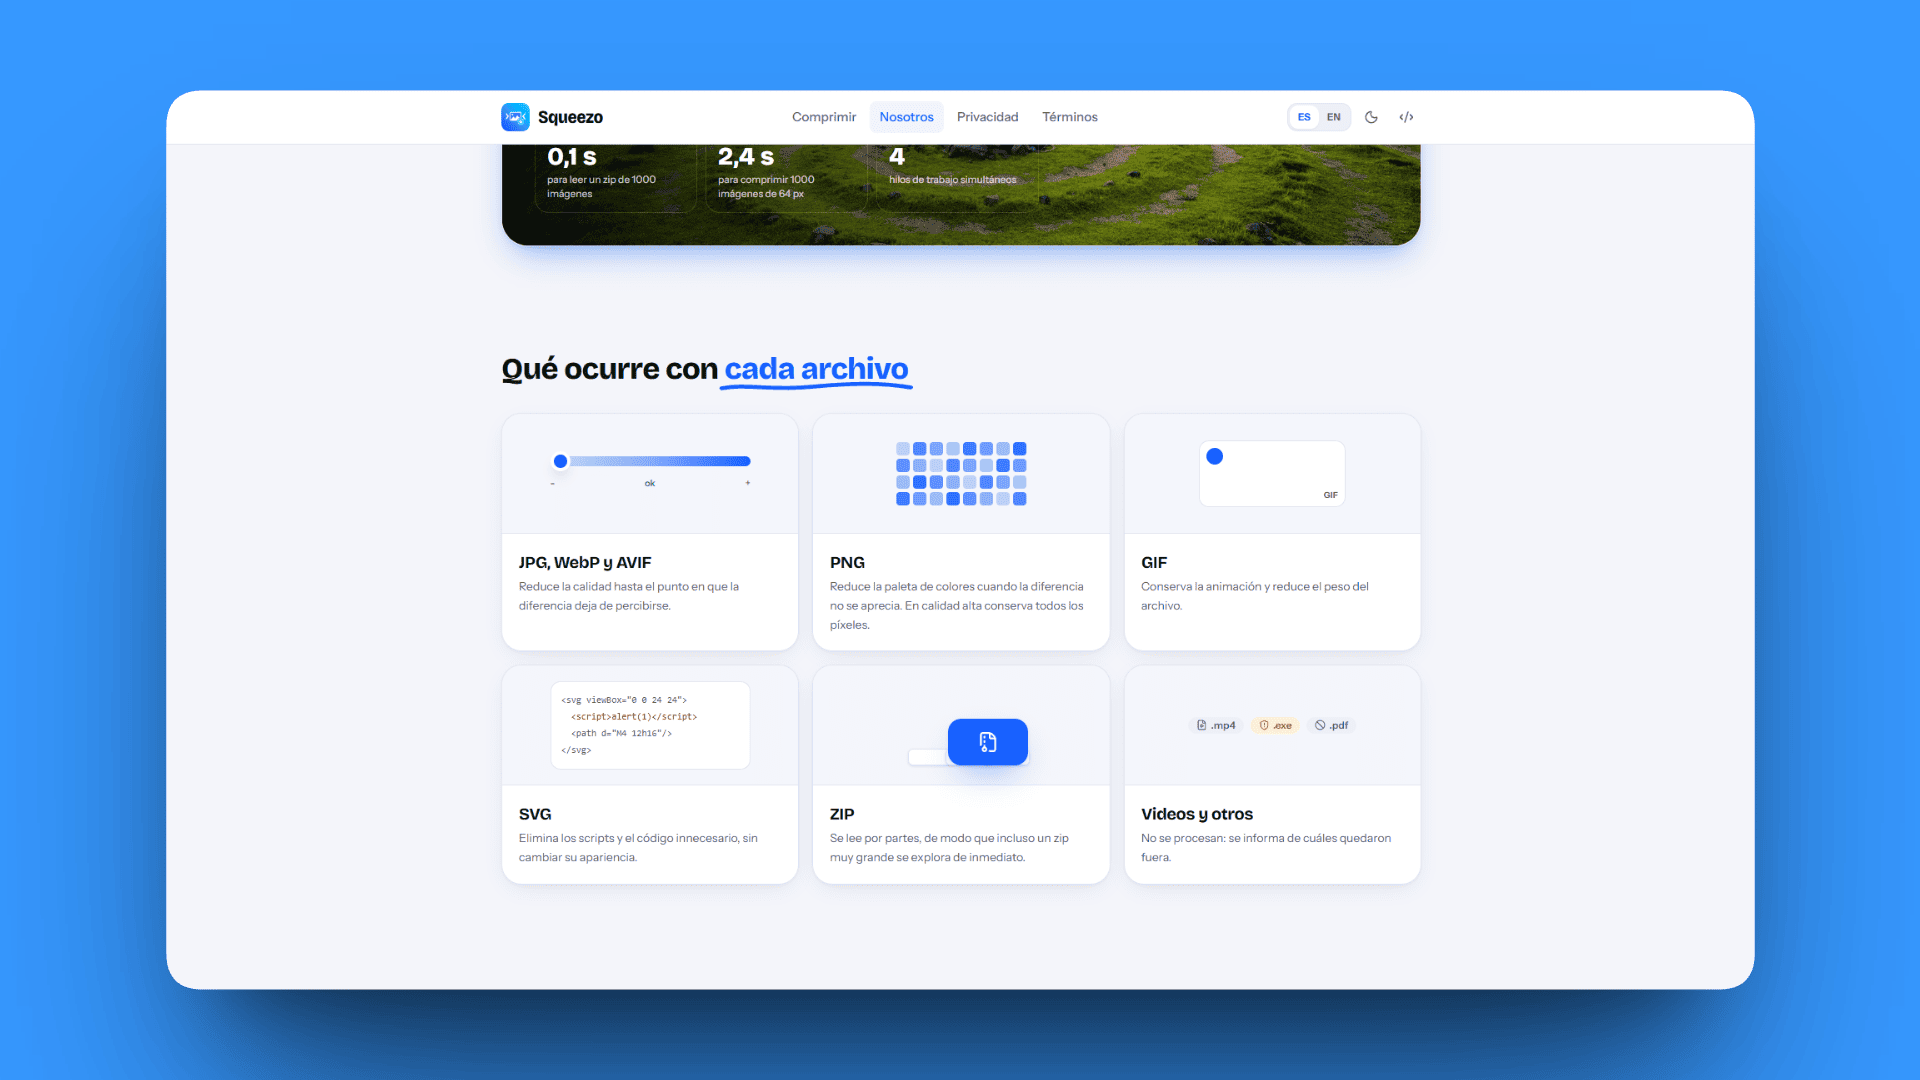 Squeezo
Comprimir
Nosotros
Privacidad
Términos
ES
EN
0,1 s
para leer un zip de 1000
imágenes
2,4 s
para comprimir 1000
imágenes de 64 px
4
hilos de trabajo simultáneos
Qué ocurre con cada archivo
-
ok
+
JPG, WebP y AVIF
Reduce la calidad hasta el punto en que la
diferencia deja de percibirse.
PNG
Reduce la paleta de colores cuando la diferencia
no se aprecia. En calidad alta conserva todos los
píxeles.
GIF
GIF
Conserva la animación y reduce el peso del
archivo.
<svg viewBox="0 0 24 24">
<script>alert(1)</script>
<path d="M4 12h16"/>
</svg>
SVG
Elimina los scripts y el código innecesario, sin
cambiar su apariencia.
ZIP
Se lee por partes, de modo que incluso un zip
muy grande se explora de inmediato.
.mp4
.exe
.pdf
Videos y otros
No se procesan: se informa de cuáles quedaron
fuera.